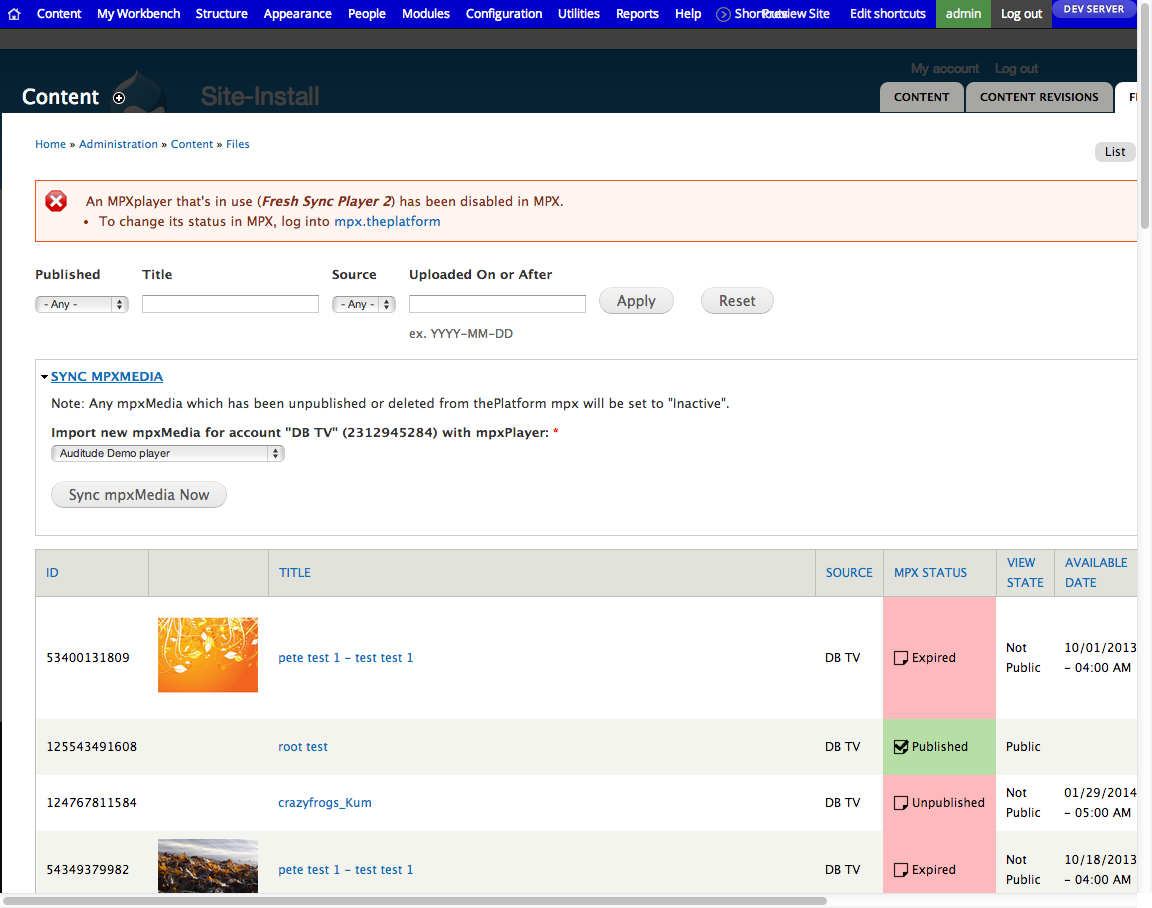 Content My Workbench Structure Appearance People Modules Configuration Utilities Reports Help Preview Site Edit shortcuts admin Log out DEV SERVER
My account Log out
Content Site-Install CONTENT CONTENT REVISIONS
Home » Administration » Content » Files
List
An MPXplayer that's in use (Fresh Sync Player 2) has been disabled in MPX.
• To change its status in MPX, log into mpx.theplatform
Published Title Source Uploaded On or After
- Any - - Any - Apply Reset
ex. YYYY-MM-DD
SYNC MPXMEDIA
Note: Any mpxMedia which has been unpublished or deleted from thePlatform mpx will be set to "Inactive".
Import new mpxMedia for account "DB TV" (2312945284) with mpxPlayer: *
Auditude Demo player
Sync mpxMedia Now
ID TITLE SOURCE MPX STATUS VIEW STATE AVAILABLE DATE
53400131809 pete test 1 - test test 1 DB TV Expired Not Public 10/01/2013 - 04:00 AM
125543491608 root test DB TV Published Public
124767811584 crazyfrogs_Kum DB TV Unpublished Not Public 01/29/2014 - 05:00 AM
54349379982 pete test 1 - test test 1 DB TV Expired Not Public 10/18/2013 - 04:00 AM